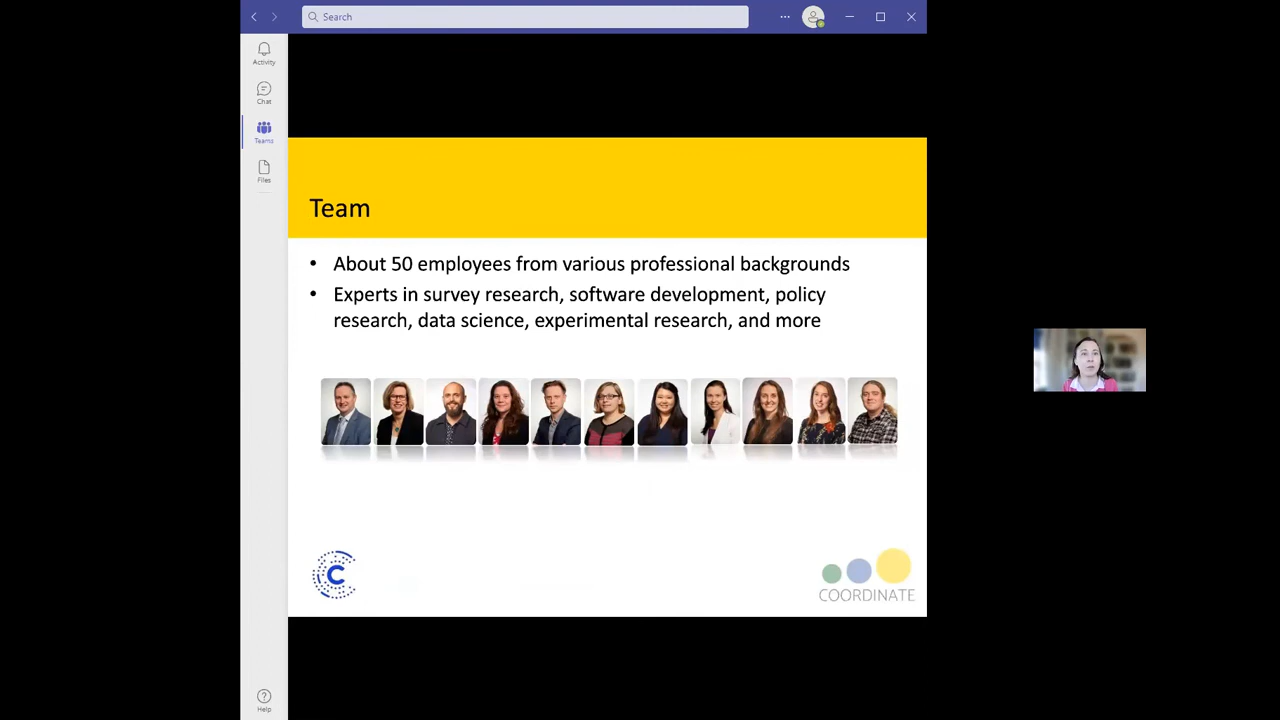 Search
Activity
Chat
Teams
Files
Team
• About 50 employees from various professional backgrounds
• Experts in survey research, software development, policy
research, data science, experimental research, and more
C
COORDINATE
Help